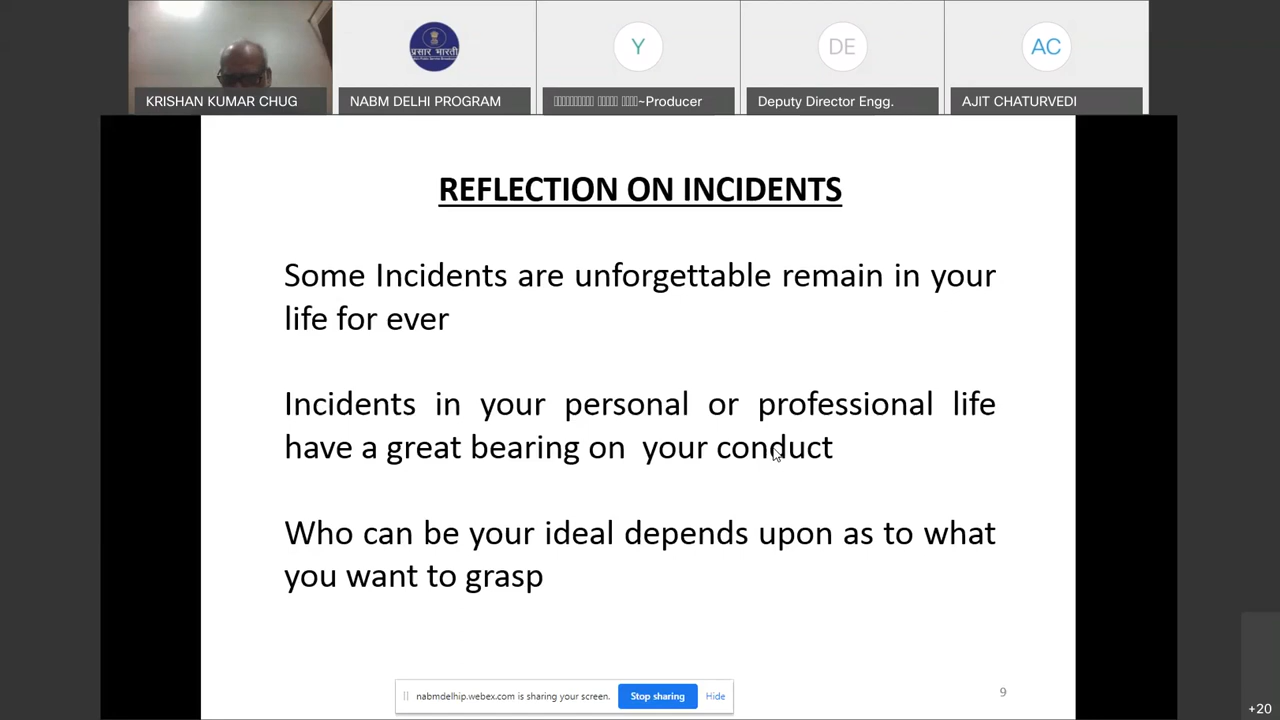 प्रसार भारती
Y
DE
AC
KRISHAN KUMAR CHUG
NABM DELHI PROGRAM
~Producer
Deputy Director Engg.
AJIT CHATURVEDI
REFLECTION ON INCIDENTS
Some Incidents are unforgettable remain in your
life for ever
Incidents in your personal or professional life
have a great bearing on your conduct
Who can be your ideal depends upon as to what
you want to grasp
nabmdelhip.webex.com is sharing your screen.
Stop sharing
Hide
9
+20